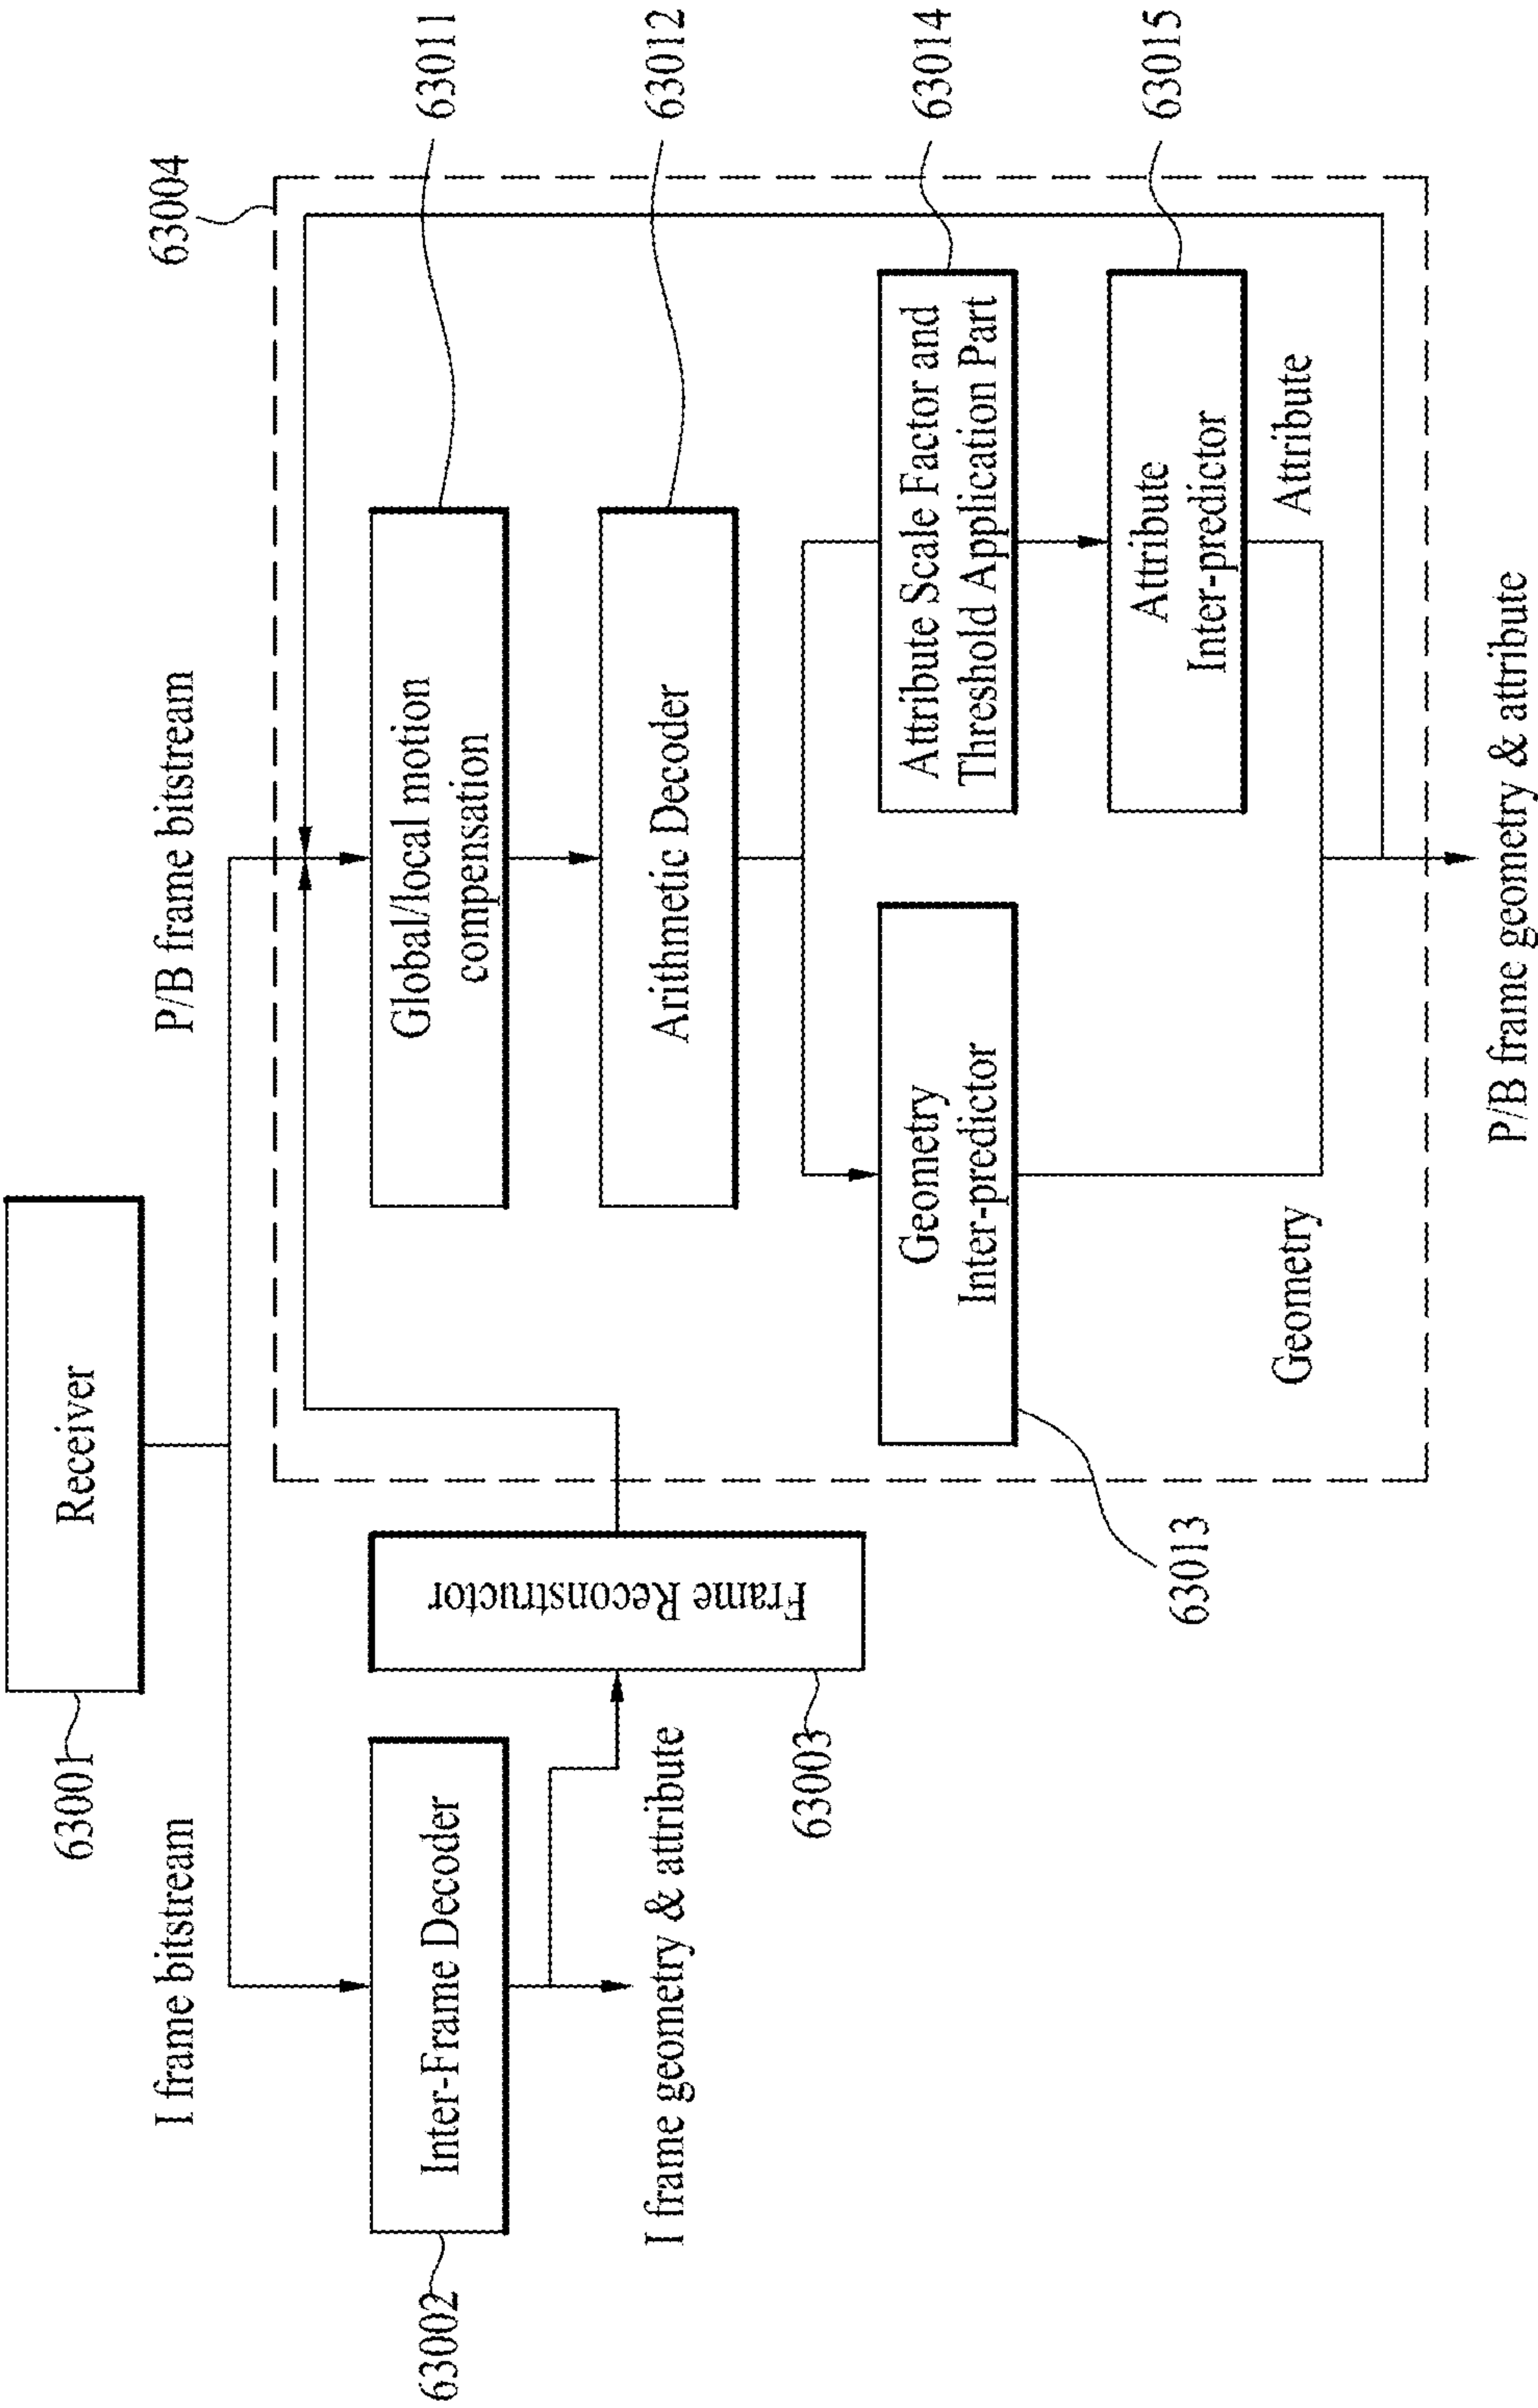 Receiver
63001
I frame bitstream
P/B frame bitstream
63004
63002
Inter-Frame Decoder
Frame Reconstructor
63003
I frame geometry & attribute
Global/local motion
compensation
63011
Arithmetic Decoder
63012
Geometry
Inter-predictor
63013
Attribute Scale Factor and
Threshold Application Part
63014
Attribute
Inter-predictor
63015
Geometry
Attribute
P/B frame geometry & attribute